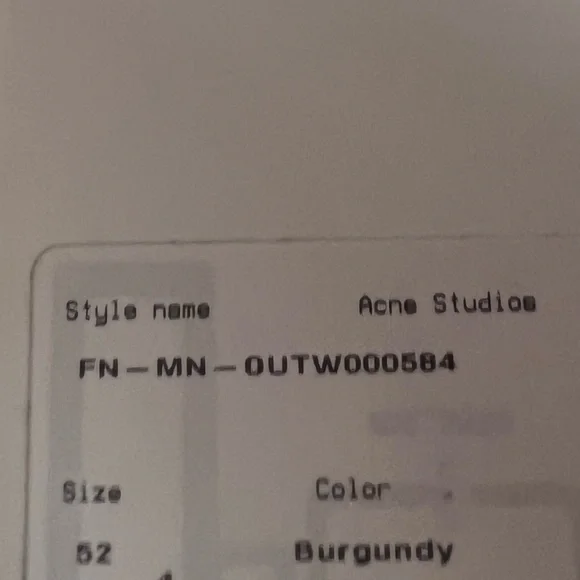 Style name Acne Studios
FN-MN-OUTW000584
Size Color
52 Burgundy